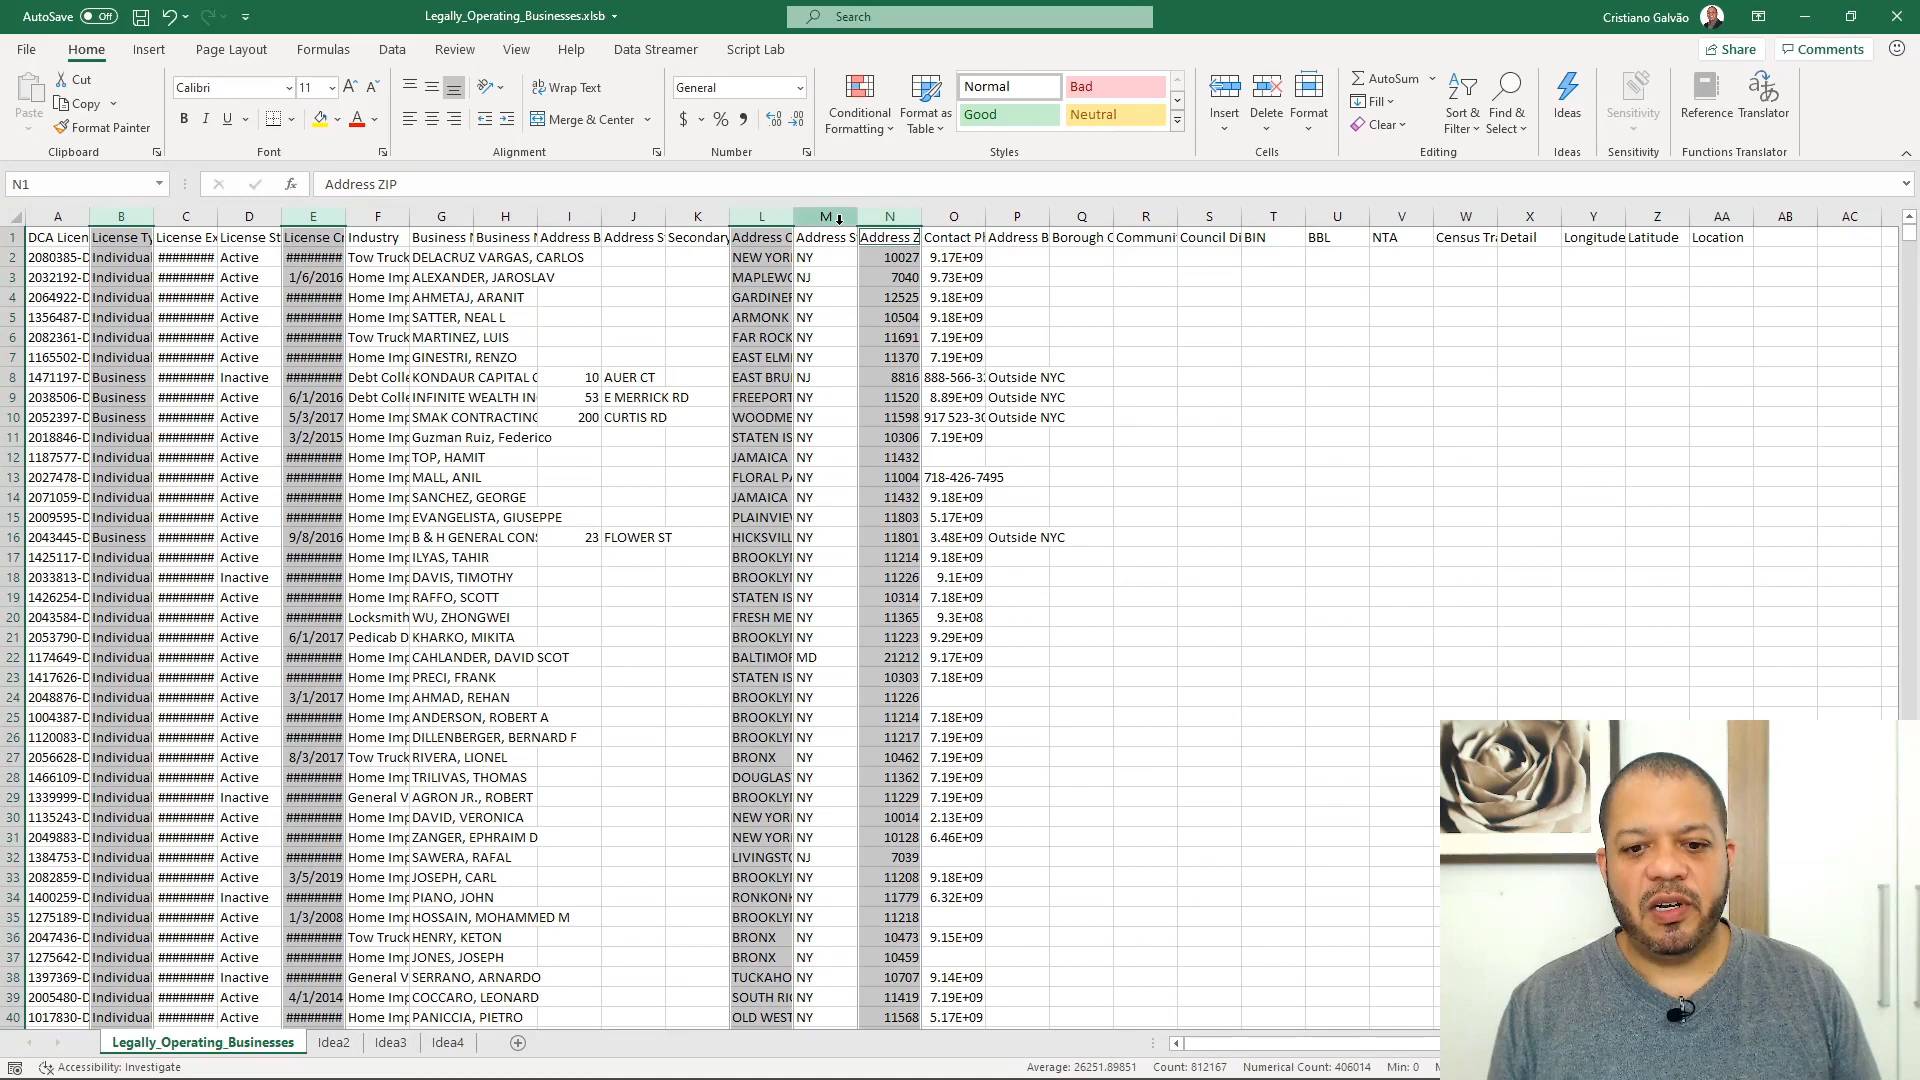 AutoSave Off Legally_Operating_Businesses.xlsb Search Cristiano Galvão
File Home Insert Page Layout Formulas Data Review View Help Data Streamer Script Lab Share Comments
Cut Calibri 11 Wrap Text General Normal Bad AutoSum
Copy Fill
Paste Format Painter B I U Merge & Center $ % Conditional Formatting Format as Table Good Neutral Insert Delete Format Clear Sort & Filter Find & Select Ideas Sensitivity Reference Translator
Clipboard Font Alignment Number Styles Cells Editing Ideas Sensitivity Functions Translator
N1 fx Address ZIP
A B C D E F G H I J K L M N O P Q R S T U V W X Y Z AA AB AC
1 DCA Licen License Ty License Ex License St License Cr Industry Business N Business N Address B Address S Secondary Address C Address S Address Z Contact Ph Address B Borough C Communi Council Di BIN BBL NTA Census Tra Detail Longitude Latitude Location
2 2080385-D Individual ######## Active ######## Tow Truck DELACRUZ VARGAS, CARLOS NEW YOR NY 10027 9.17E+09
3 2032192-D Individual ######## Active 1/6/2016 Home Imp ALEXANDER, JAROSLAV MAPLEWO NJ 7040 9.73E+09
4 2064922-D Individual ######## Active ######## Home Imp AHMETAJ, ARANIT GARDINER NY 12525 9.18E+09
5 1356487-D Individual ######## Active ######## Home Imp SATTER, NEAL L ARMONK NY 10504 9.18E+09
6 2082361-D Individual ######## Active ######## Tow Truck MARTINEZ, LUIS FAR ROCK NY 11691 7.19E+09
7 1165502-D Individual ######## Active ######## Home Imp GINESTRI, RENZO EAST ELM NY 11370 7.19E+09
8 1471197-D Business ######## Inactive ######## Debt Colle KONDAUR CAPITAL C 10 AUER CT EAST BRU NJ 8816 888-566-3 Outside NYC
9 2038506-D Business ######## Active 6/1/2016 Debt Colle INFINITE WEALTH IN 53 E MERRICK RD FREEPORT NY 11520 8.89E+09 Outside NYC
10 2052397-D Business ######## Active 5/3/2017 Home Imp SMAK CONTRACTING 200 CURTIS RD WOODME NY 11598 917 523-30 Outside NYC
11 2018846-D Individual ######## Active 3/2/2015 Home Imp Guzman Ruiz, Federico STATEN IS NY 10306 7.19E+09
12 1187577-D Individual ######## Active ######## Home Imp TOP, HAMIT JAMAICA NY 11432
13 2027478-D Individual ######## Active ######## Home Imp MALL, ANIL FLORAL PA NY 11004 718-426-7495
14 2071059-D Individual ######## Active ######## Home Imp SANCHEZ, GEORGE JAMAICA NY 11432 9.18E+09
15 2009595-D Individual ######## Active ######## Home Imp EVANGELISTA, GIUSEPPE PLAINVIEW NY 11803 5.17E+09
16 2043445-D Business ######## Active 9/8/2016 Home Imp B & H GENERAL CONS 23 FLOWER ST HICKSVILL NY 11801 3.48E+09 Outside NYC
17 1425117-D Individual ######## Active ######## Home Imp ILYAS, TAHIR BROOKLYN NY 11214 9.18E+09
18 2033813-D Individual ######## Inactive ######## Home Imp DAVIS, TIMOTHY BROOKLYN NY 11226 9.1E+09
19 1426254-D Individual ######## Active ######## Home Imp RAFFO, SCOTT STATEN IS NY 10314 7.18E+09
20 2043584-D Individual ######## Active ######## Locksmith WU, ZHONGWEI FRESH ME NY 11365 9.3E+08
21 2053790-D Individual ######## Active 6/1/2017 Pedicab D KHARKO, MIKITA BROOKLYN NY 11223 9.29E+09
22 1174649-D Individual ######## Active ######## Home Imp CAHLANDER, DAVID SCOT BALTIMOR MD 21212 9.17E+09
23 1417626-D Individual ######## Active ######## Home Imp PRECI, FRANK STATEN IS NY 10303 7.18E+09
24 2048876-D Individual ######## Active 3/1/2017 Home Imp AHMAD, REHAN BROOKLYN NY 11226
25 1004387-D Individual ######## Active ######## Home Imp ANDERSON, ROBERT A BROOKLYN NY 11214 7.18E+09
26 1120083-D Individual ######## Active ######## Home Imp DILLENBERGER, BERNARD F BROOKLYN NY 11217 7.19E+09
27 2056628-D Individual ######## Active 8/3/2017 Tow Truck RIVERA, LIONEL BRONX NY 10462 7.19E+09
28 1466109-D Individual ######## Active ######## Home Imp TRILIVAS, THOMAS DOUGLAS NY 11362 7.19E+09
29 1339999-D Individual ######## Inactive ######## General V AGRON JR., ROBERT BROOKLYN NY 11229 7.19E+09
30 1135243-D Individual ######## Active ######## Home Imp DAVID, VERONICA NEW YOR NY 10014 2.13E+09
31 2049883-D Individual ######## Active ######## Home Imp ZANGER, EPHRAIM D NEW YOR NY 10128 6.46E+09
32 1384753-D Individual ######## Active ######## Home Imp SAWERA, RAFAL LIVINGSTO NJ 7039
33 2082859-D Individual ######## Active 3/5/2019 Home Imp JOSEPH, CARL BROOKLYN NY 11208 9.18E+09
34 1400259-D Individual ######## Inactive ######## Home Imp PIANO, JOHN RONKONK NY 11779 6.32E+09
35 1275189-D Individual ######## Active 1/3/2008 Home Imp HOSSAIN, MOHAMMED M BROOKLYN NY 11218
36 2047436-D Individual ######## Active ######## Tow Truck HENRY, KETON BRONX NY 10473 9.15E+09
37 1275642-D Individual ######## Active ######## Home Imp JONES, JOSEPH BRONX NY 10459
38 1397369-D Individual ######## Inactive ######## General V SERRANO, ARNARDO TUCKAHO NY 10707 9.14E+09
39 2005480-D Individual ######## Active 4/1/2014 Home Imp COCCARO, LEONARD SOUTH RIC NY 11419 7.19E+09
40 1017830-D Individual ######## Active ######## Home Imp PANICCIA, PIETRO OLD WEST NY 11568 5.17E+09
Legally_Operating_Businesses Idea2 Idea3 Idea4
Accessibility: Investigate Average: 26251.89851 Count: 812167 Numerical Count: 406014 Min: 0